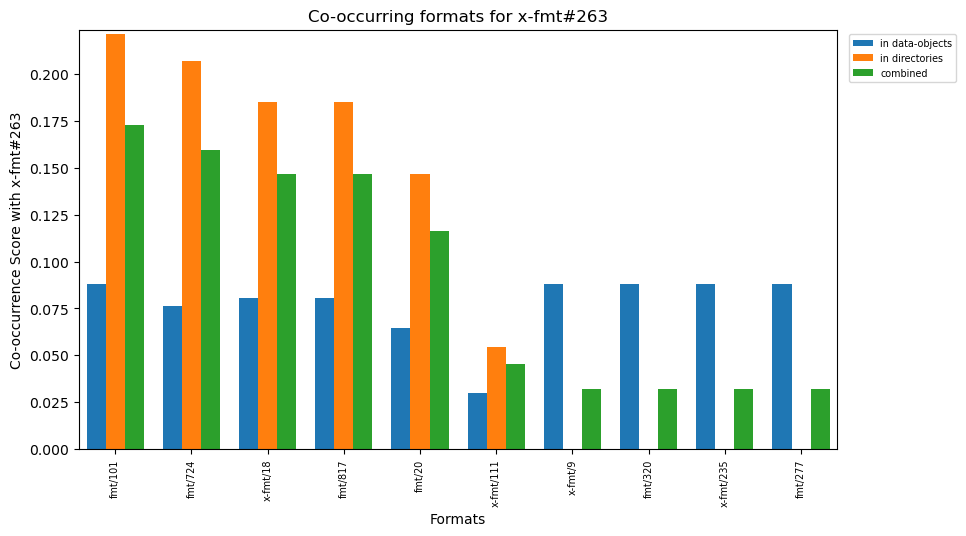 Co-occurring formats for x-fmt#263
Co-occurrence Score with x-fmt#263
0.200
0.175
0.150
0.125
0.100
0.075
0.050
0.025
0.000
fmt/101
fmt/724
x-fmt/18
fmt/817
fmt/20
x-fmt/111
x-fmt/9
fmt/320
x-fmt/235
fmt/277
Formats
in data-objects
in directories
combined